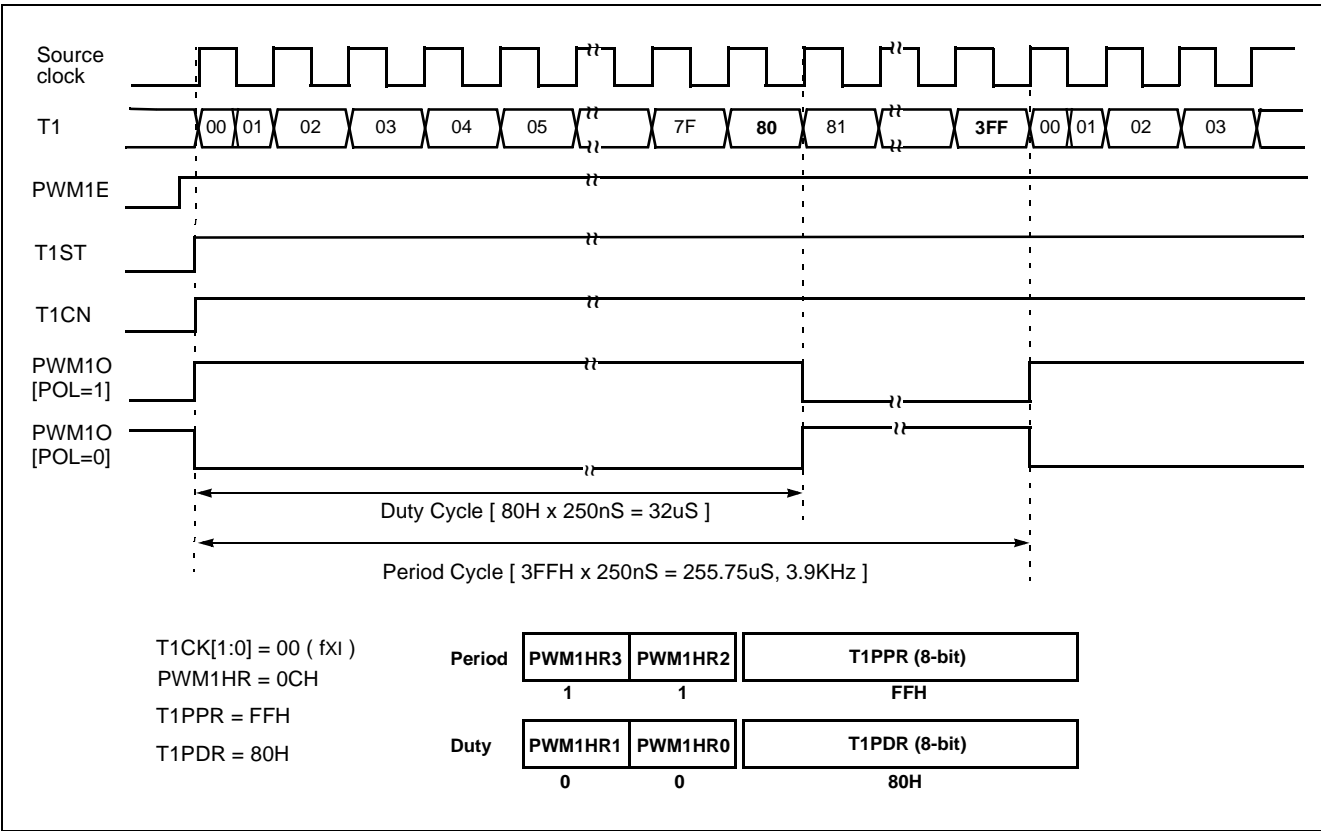 Source
clock
T1 00 01 02 03 04 05 7F 80 81 3FF 00 01 02 03
PWM1E
T1ST
T1CN
PWM1O
[POL=1]
PWM1O
[POL=0]
Duty Cycle [ 80H x 250nS = 32uS ]
Period Cycle [ 3FFH x 250nS = 255.75uS, 3.9KHz ]
T1CK[1:0] = 00 ( fXI )
PWM1HR = 0CH
T1PPR = FFH
T1PDR = 80H
Period PWM1HR3 PWM1HR2 T1PPR (8-bit)
1 1 FFH
Duty PWM1HR1 PWM1HR0 T1PDR (8-bit)
0 0 80H